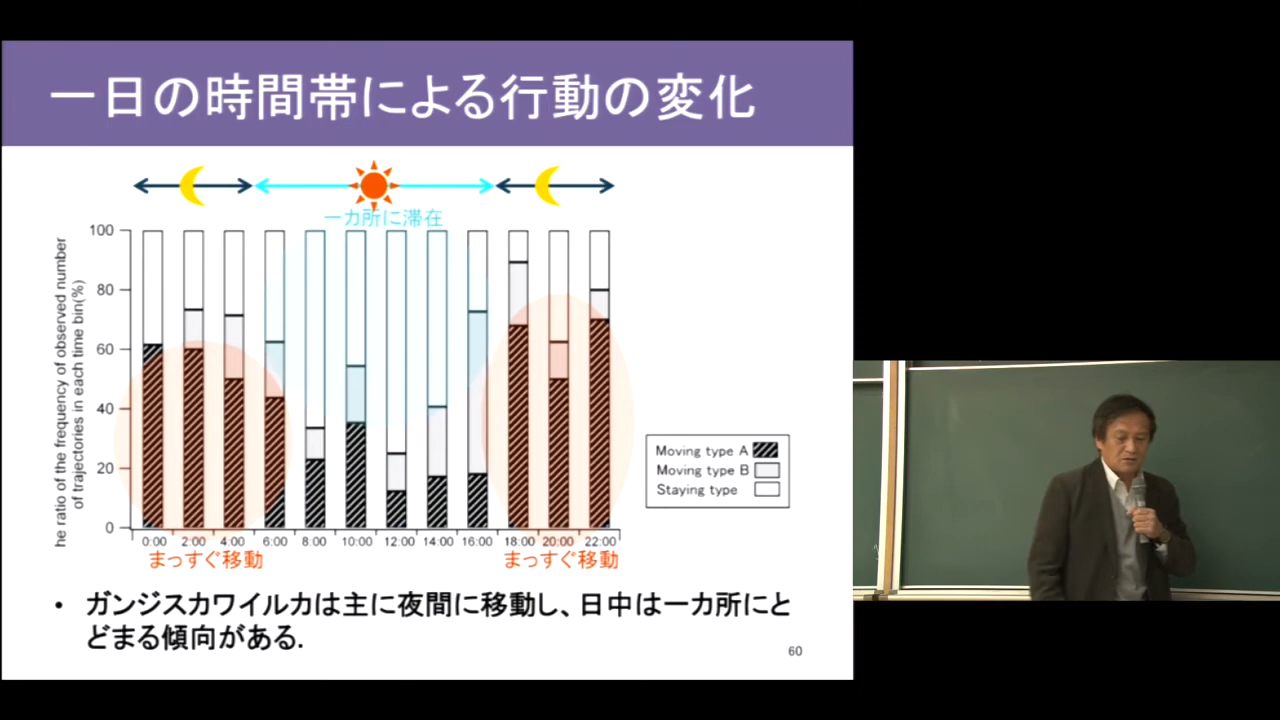 一日の時間帯による行動の変化
一カ所に滞在
he ratio of the frequency of observed number
of trajectories in each time bin(%)
100
80
60
40
20
0
0:00 2:00 4:00 6:00 8:00 10:00 12:00 14:00 16:00 18:00 20:00 22:00
まっすぐ移動 まっすぐ移動
Moving type A
Moving type B
Staying type
• ガンジスカワイルカは主に夜間に移動し、日中は一カ所にと
どまる傾向がある.
60